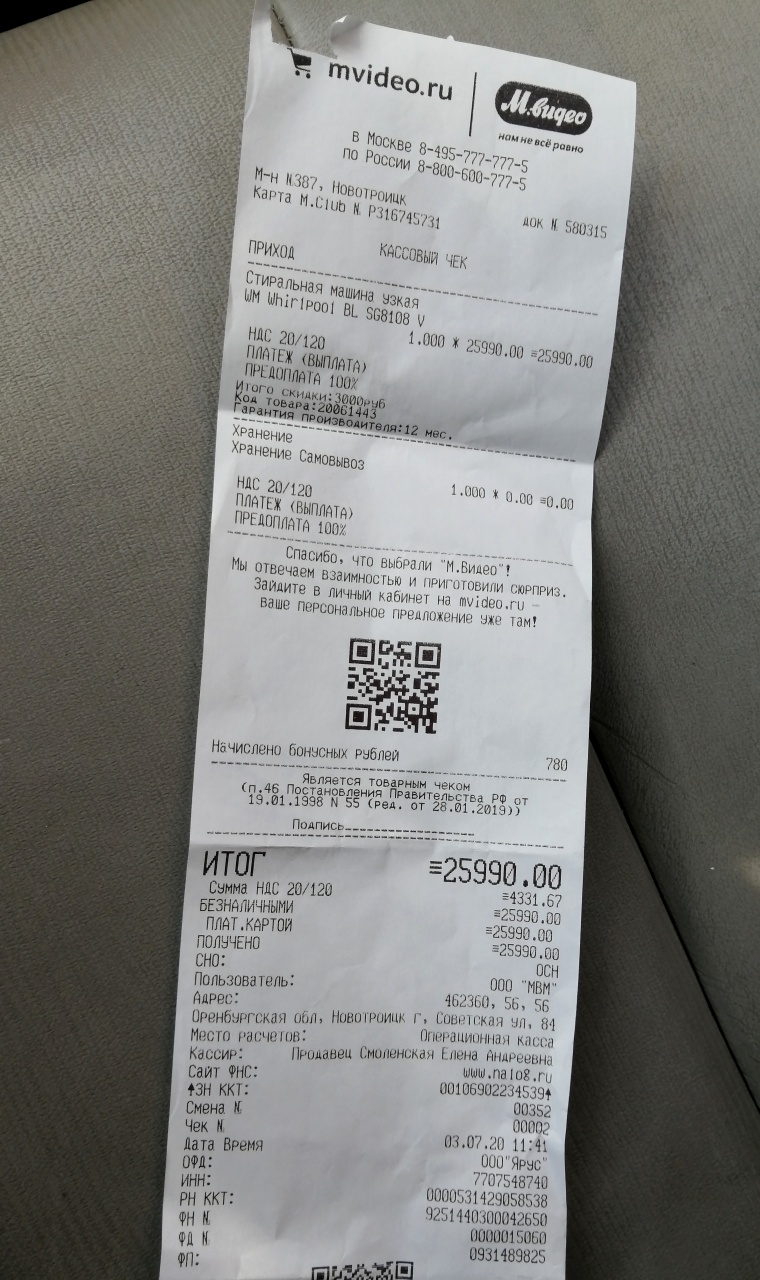 mvideo.ru
М.видео
нам не всё равно
в Москве 8-495-777-777-5
по России 8-800-600-777-5
М-н №387, Новотроицк
Карта M.Club № P316745731 док № 580315
ПРИХОД КАССОВЫЙ ЧЕК
Стиральная машина узкая
WM Whirlpool BL SG8108 V
1.000 * 25990.00 =25990.00
НДС 20/120
ПЛАТЕЖ (ВЫПЛАТА)
ПРЕДОПЛАТА 100%
Итого скидки:3000руб
Код товара:20061443
Гарантия производителя:12 мес.
Хранение
Хранение Самовывоз
1.000 * 0.00 =0.00
НДС 20/120
ПЛАТЕЖ (ВЫПЛАТА)
ПРЕДОПЛАТА 100%
Спасибо, что выбрали "М.Видео"!
Мы отвечаем взаимностью и приготовили сюрприз.
Зайдите в личный кабинет на mvideo.ru –
ваше персональное предложение уже там!
Начислено бонусных рублей 780
Является товарным чеком
(п.46 Постановления Правительства РФ от
19.01.1998 N 55 (ред. от 28.01.2019))
Подпись____________________
ИТОГ =25990.00
Сумма НДС 20/120 =4331.67
БЕЗНАЛИЧНЫМИ =25990.00
ПЛАТ.КАРТОЙ =25990.00
ПОЛУЧЕНО =25990.00
СНО: ОСН
Пользователь: ООО "МВМ"
Адрес: 462360, 56, 56
Оренбургская обл, Новотроицк г, Советская ул, 84
Место расчетов: Операционная касса
Кассир: Продавец Смоленская Елена Андреевна
Сайт ФНС: www.nalog.ru
↑ЗН ККТ: 00106902234539↑
Смена № 00352
Чек № 00002
Дата Время 03.07.20 11:41
ОФД: ООО"Ярус"
ИНН: 7707548740
РН ККТ: 0000531429058538
ФН № 9251440300042650
ФД № 0000015060
ФП: 0931489825